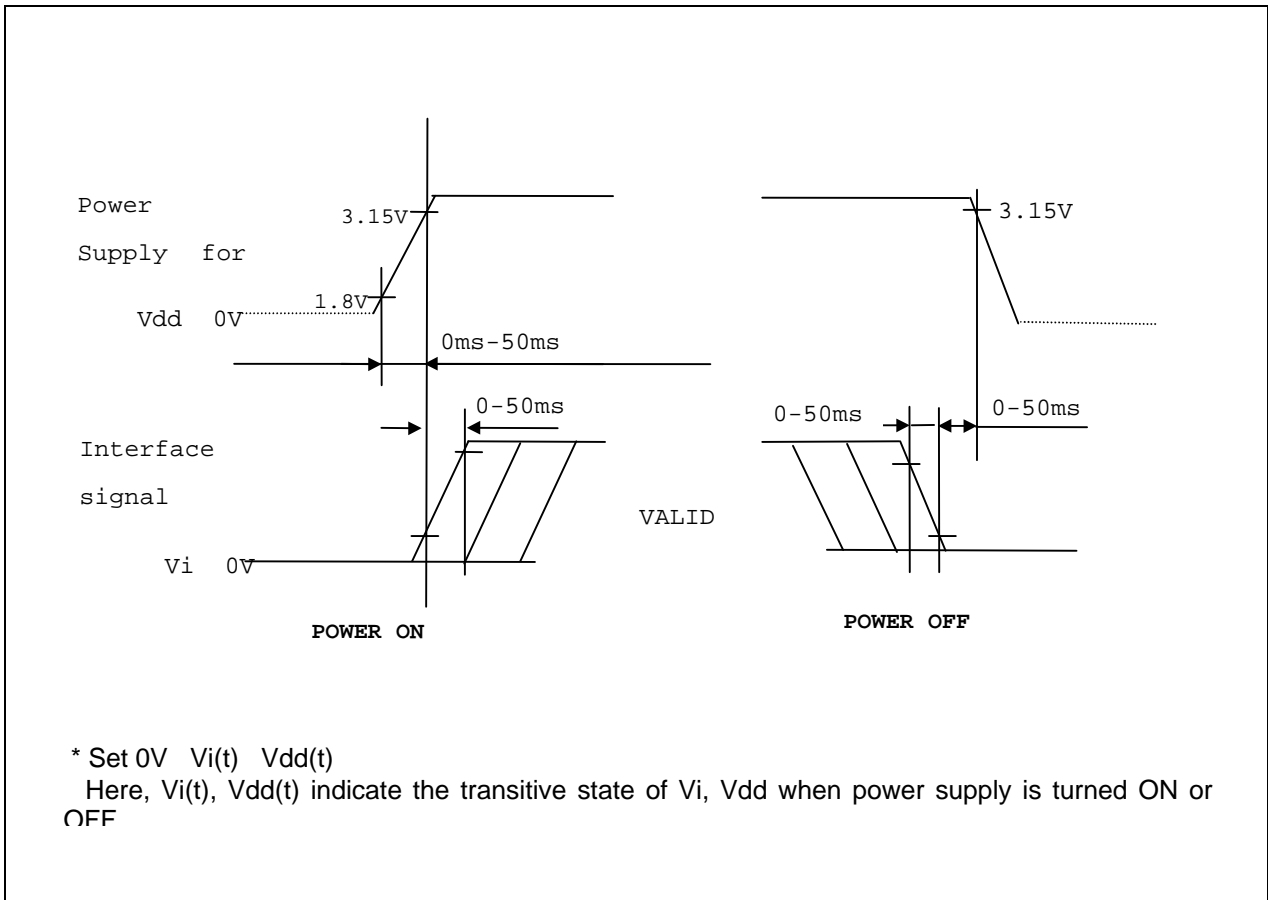 Power
3.15V
3.15V
Supply for
1.8V
Vdd 0V
0ms-50ms
0-50ms
0-50ms
0-50ms
Interface
signal
VALID
Vi 0V
POWER ON
POWER OFF
* Set 0V Vi(t) Vdd(t)
Here, Vi(t), Vdd(t) indicate the transitive state of Vi, Vdd when power supply is turned ON or
OFF